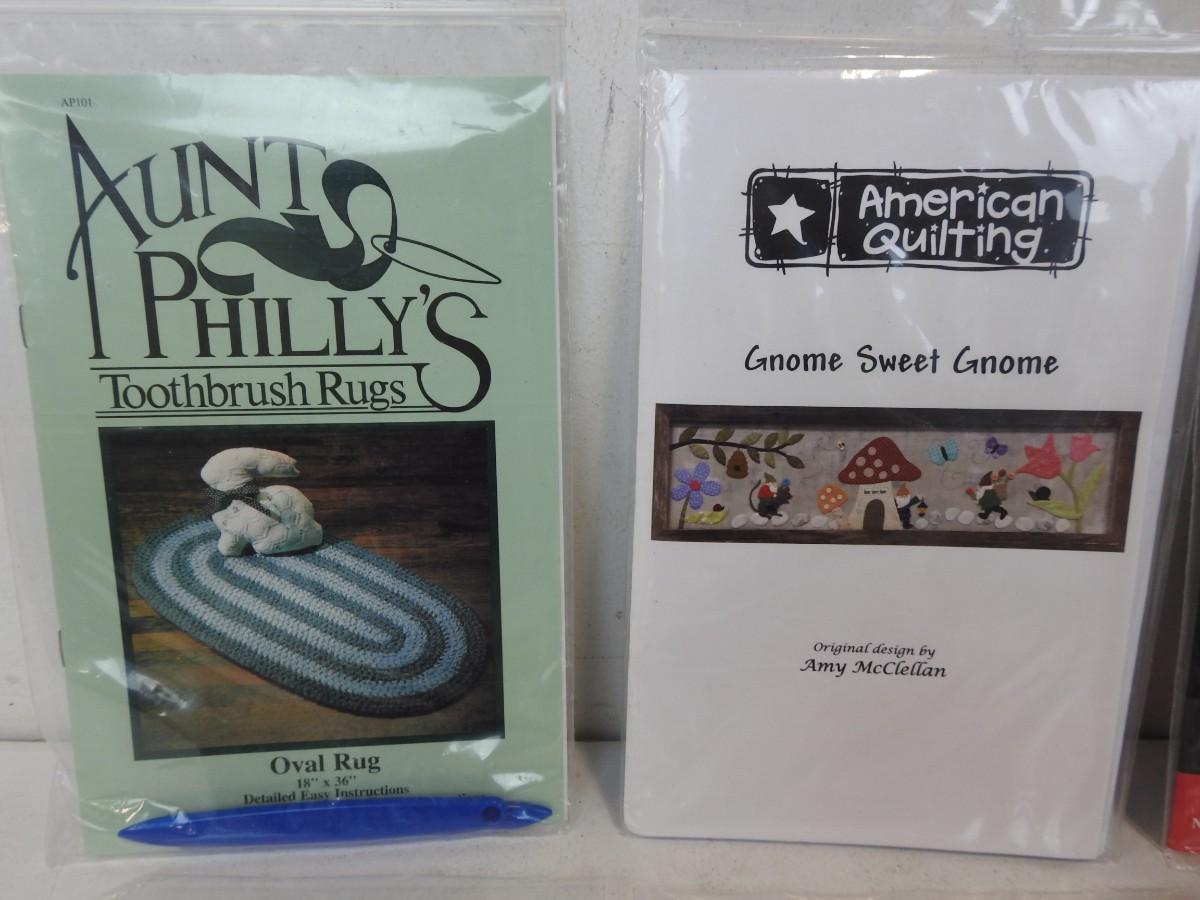 AP101
AUNT
PHILLY'S
Toothbrush Rugs
Oval Rug
18" x 36"
Detailed Easy Instructions
American
Quilting
Gnome Sweet Gnome
Original design by
Amy McClellan
N